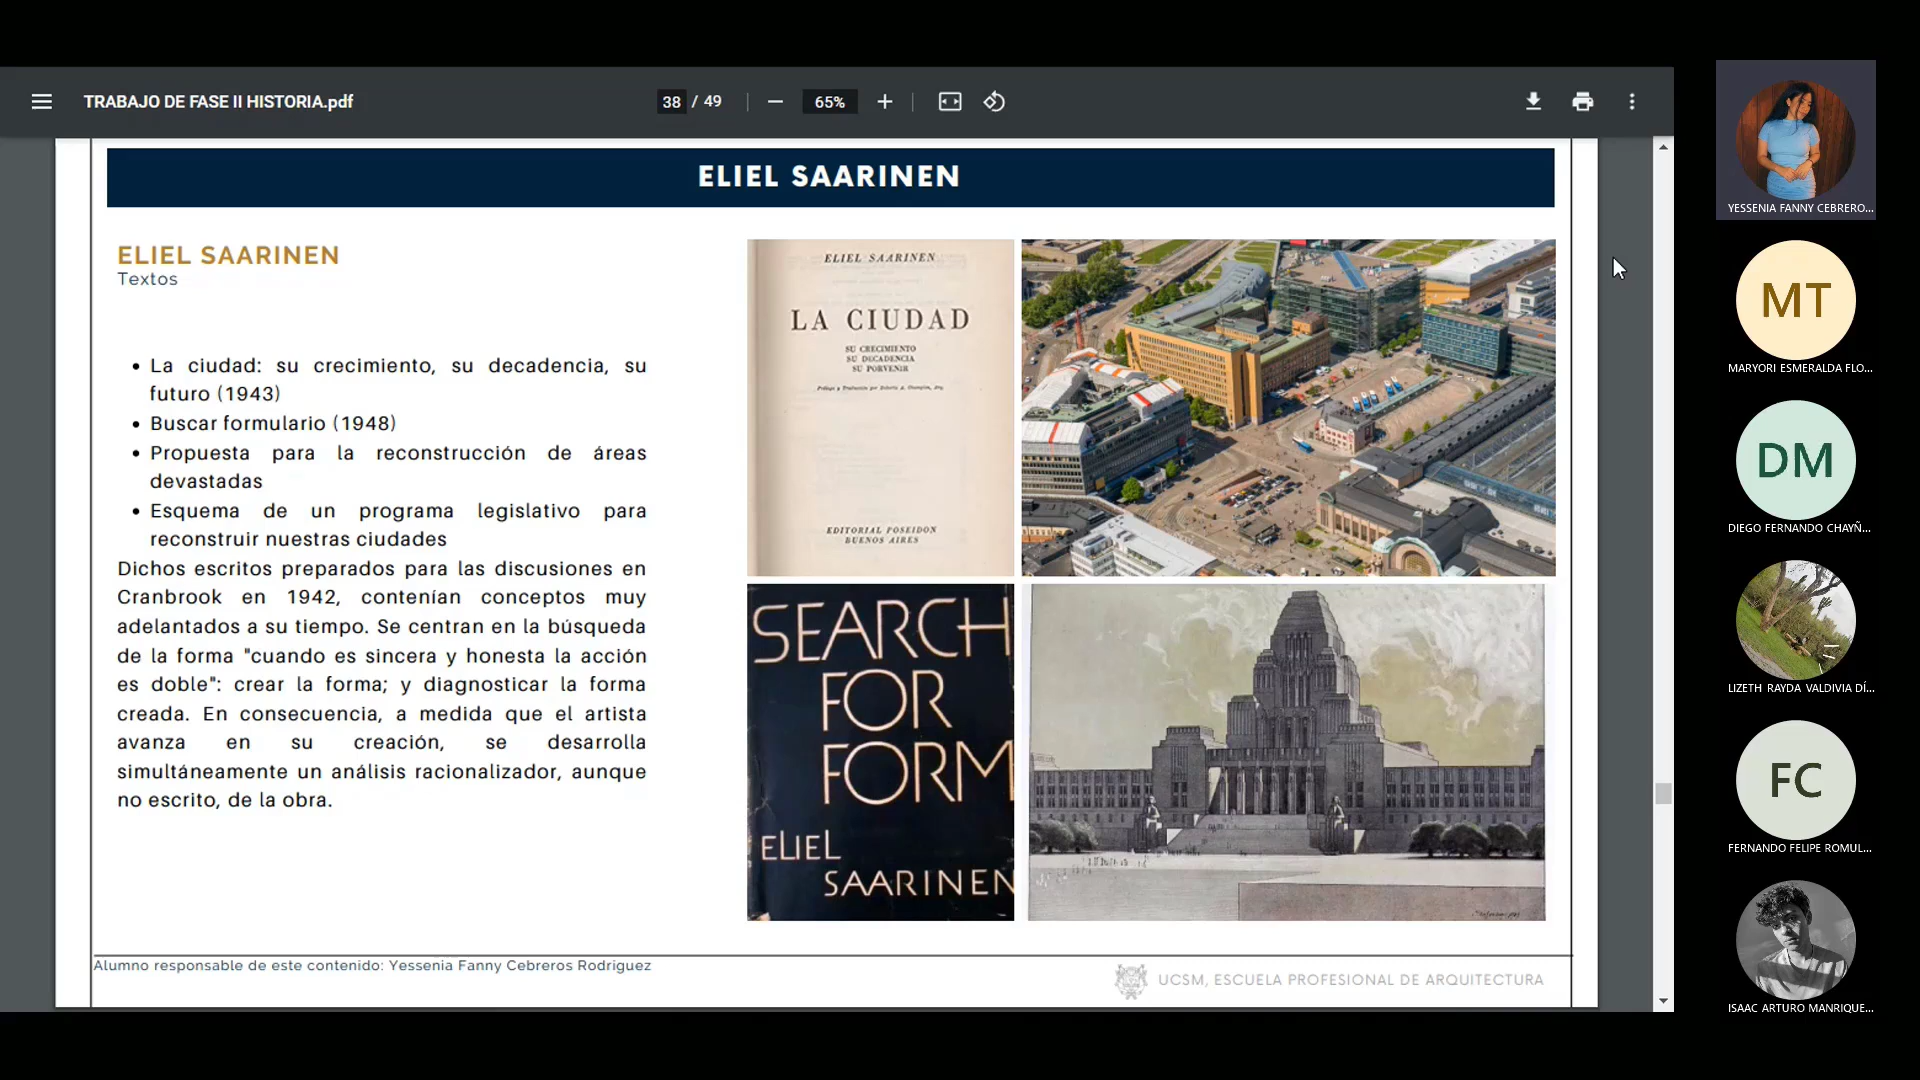 TRABAJO DE FASE II HISTORIA.pdf
38 / 49
65%
ELIEL SAARINEN
ELIEL SAARINEN
Textos
• La ciudad: su crecimiento, su decadencia, su
futuro (1943)
• Buscar formulario (1948)
• Propuesta para la reconstrucción de áreas
devastadas
• Esquema de un programa legislativo para
reconstruir nuestras ciudades
Dichos escritos preparados para las discusiones en
Cranbrook en 1942, contenían conceptos muy
adelantados a su tiempo. Se centran en la búsqueda
de la forma "cuando es sincera y honesta la acción
es doble": crear la forma; y diagnosticar la forma
creada. En consecuencia, a medida que el artista
avanza en su creación, se desarrolla
simultáneamente un análisis racionalizador, aunque
no escrito, de la obra.
ELIEL SAARINEN
LA CIUDAD
SU CRECIMIENTO
SU DECADENCIA
SU PORVENIR
EDITORIAL POSEIDON
BUENOS AIRES
SEARCH
FOR
FORM
ELIEL
SAARINEN
Alumno responsable de este contenido: Yessenia Fanny Cebreros Rodriguez
UCSM, ESCUELA PROFESIONAL DE ARQUITECTURA
YESSENIA FANNY CEBRERO...
MT
MARYORI ESMERALDA FLO...
DM
DIEGO FERNANDO CHAYÑ...
LIZETH RAYDA VALDIVIA DÍ...
FC
FERNANDO FELIPE ROMUL...
ISAAC ARTURO MANRIQUE...